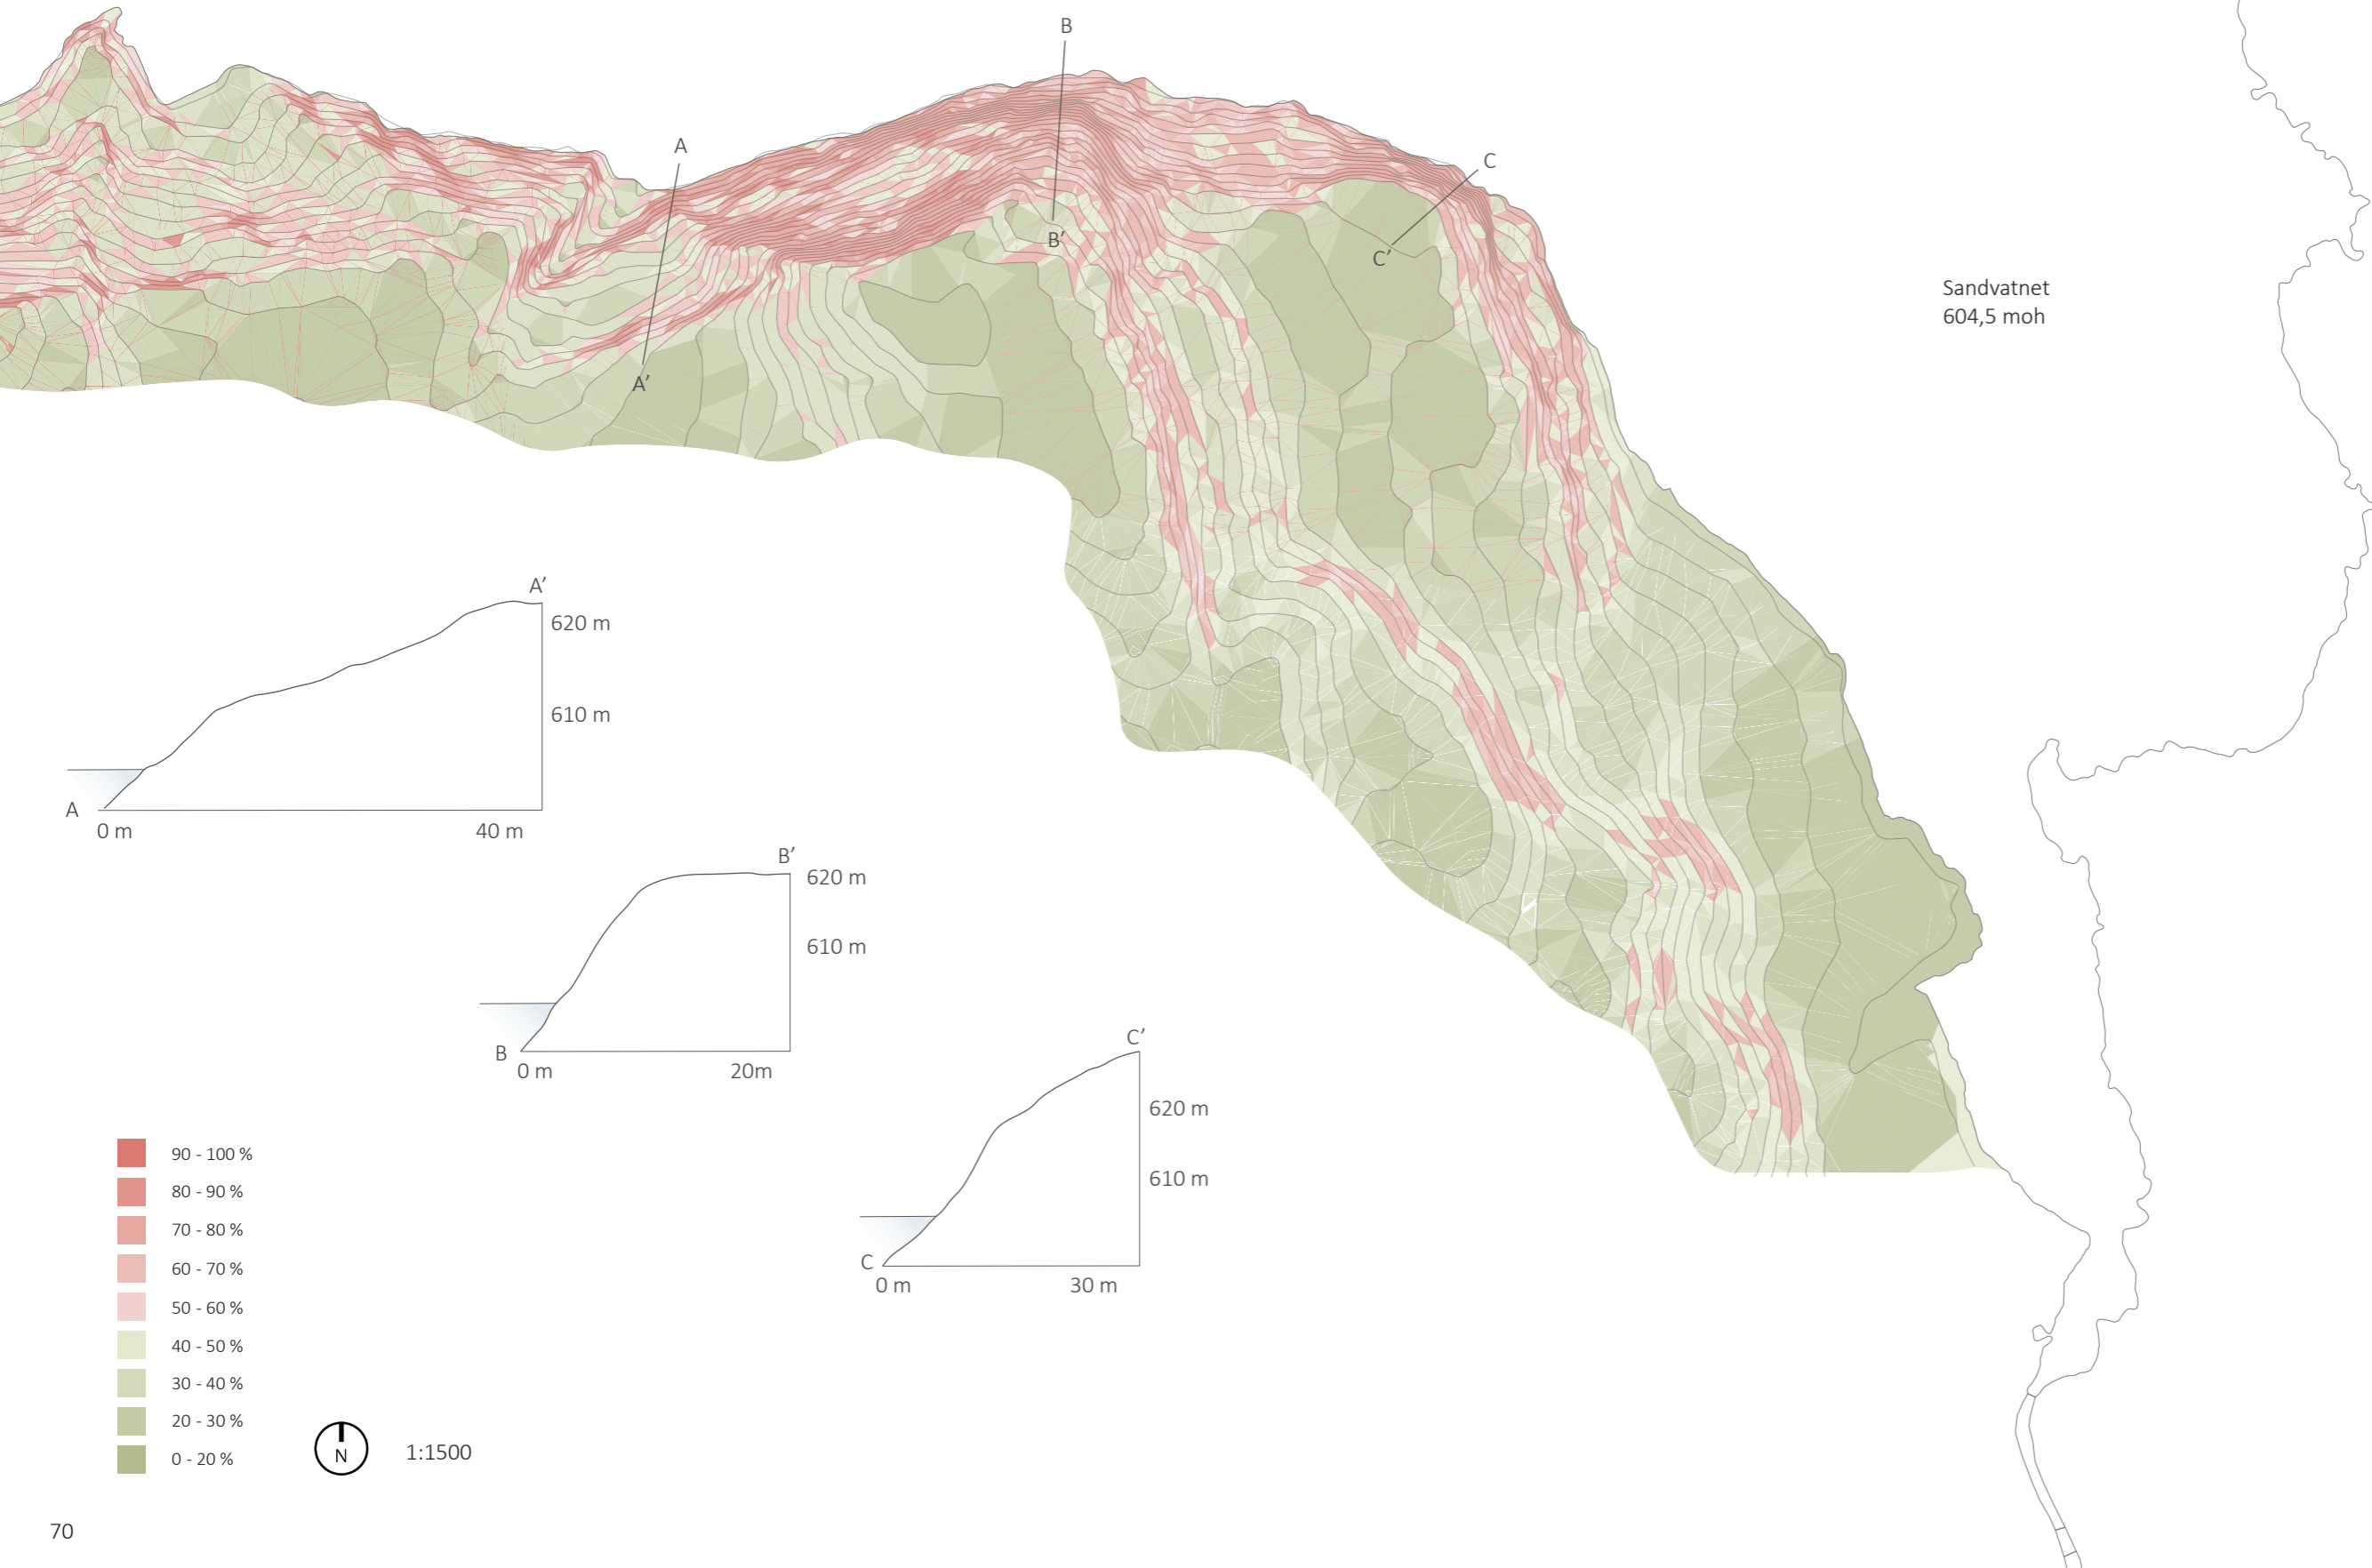 B
A
C
B’
C’
Sandvatnet
604,5 moh
A’
A’
620 m
610 m
A
0 m
40 m
B’
620 m
610 m
B
0 m
20m
C’
620 m
610 m
C
0 m
30 m
90 - 100 %
80 - 90 %
70 - 80 %
60 - 70 %
50 - 60 %
40 - 50 %
30 - 40 %
20 - 30 %
0 - 20 %
N
1:1500
70